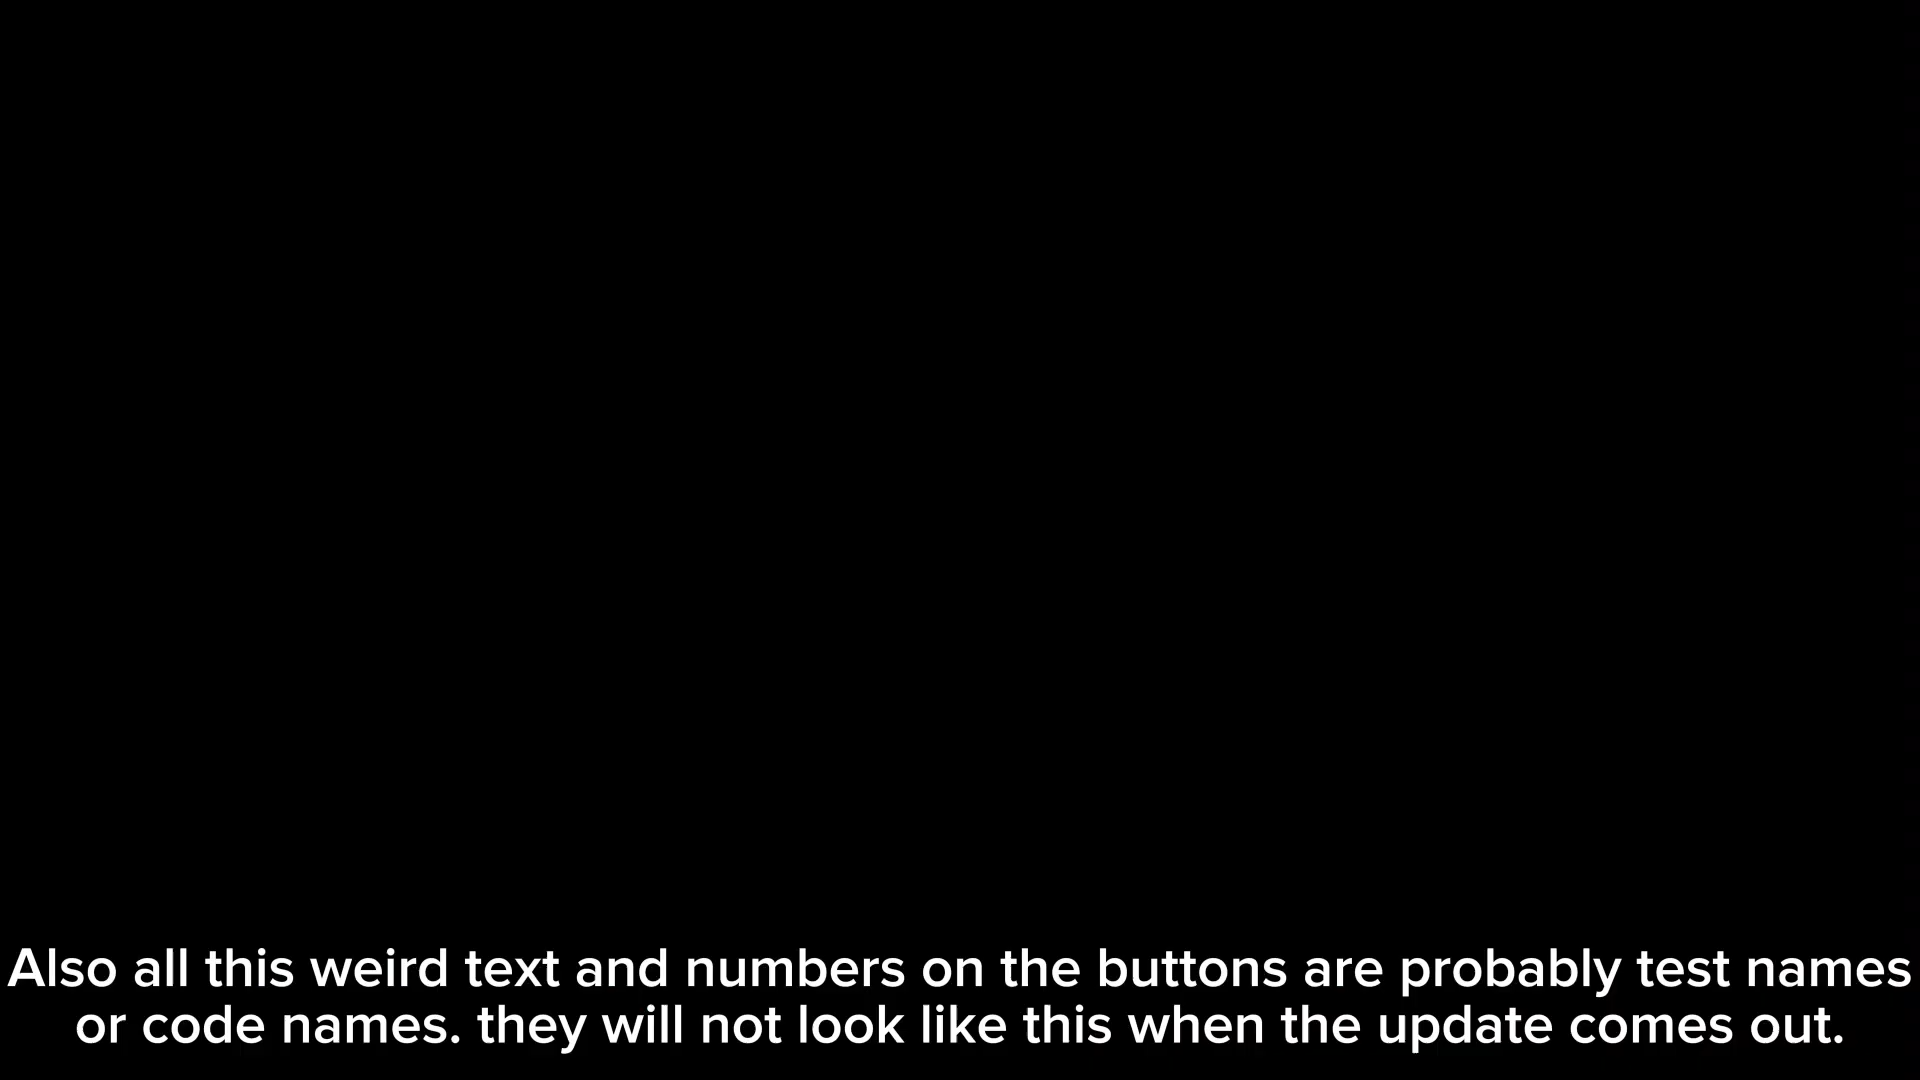 Also all this weird text and numbers on the buttons are probably test names
or code names. they will not look like this when the update comes out.